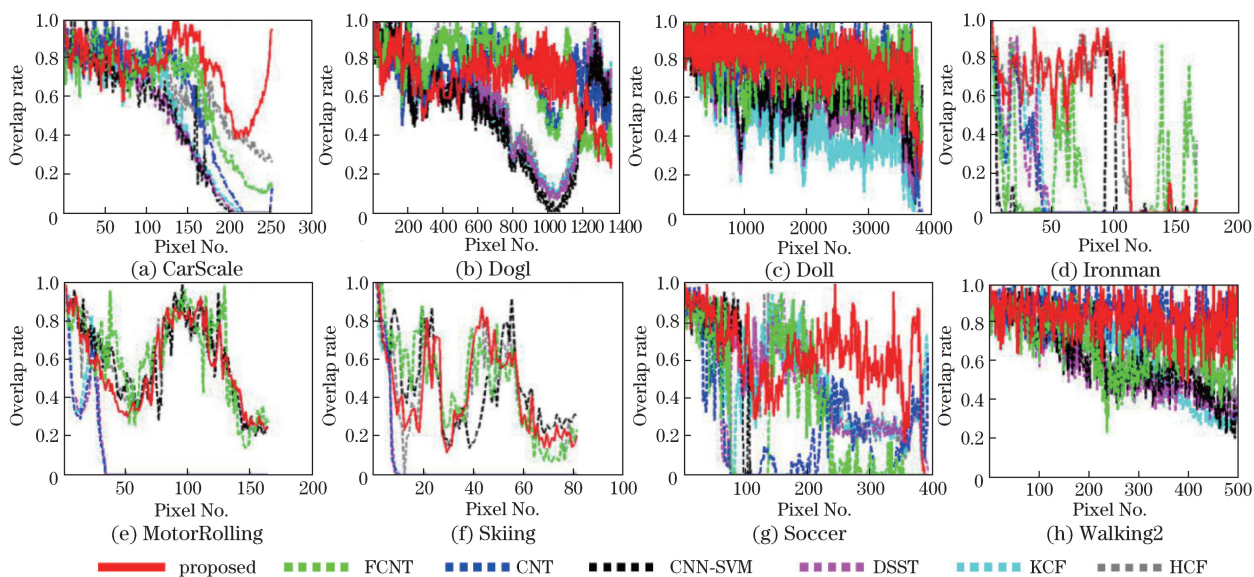 Overlap rate
1.0
0.8
0.6
0.4
0.2
0
50 100 150 200 250 300
Pixel No.
(a) CarScale
Overlap rate
1.0
0.8
0.6
0.4
0.2
0
200 400 600 800 1000 1200 1400
Pixel No.
(b) Dogl
Overlap rate
1.0
0.8
0.6
0.4
0.2
0
1000 2000 3000 4000
Pixel No.
(c) Doll
Overlap rate
1.0
0.8
0.6
0.4
0.2
0
50 100 150 200
Pixel No.
(d) Ironman
Overlap rate
1.0
0.8
0.6
0.4
0.2
0
50 100 150 200
Pixel No.
(e) MotorRolling
Overlap rate
1.0
0.8
0.6
0.4
0.2
0
20 40 60 80 100
Pixel No.
(f) Skiing
Overlap rate
1.0
0.8
0.6
0.4
0.2
0
100 200 300 400
Pixel No.
(g) Soccer
Overlap rate
1.0
0.8
0.6
0.4
0.2
0
100 200 300 400 500
Pixel No.
(h) Walking2
proposed FCNT CNT CNN-SVM DSST KCF HCF